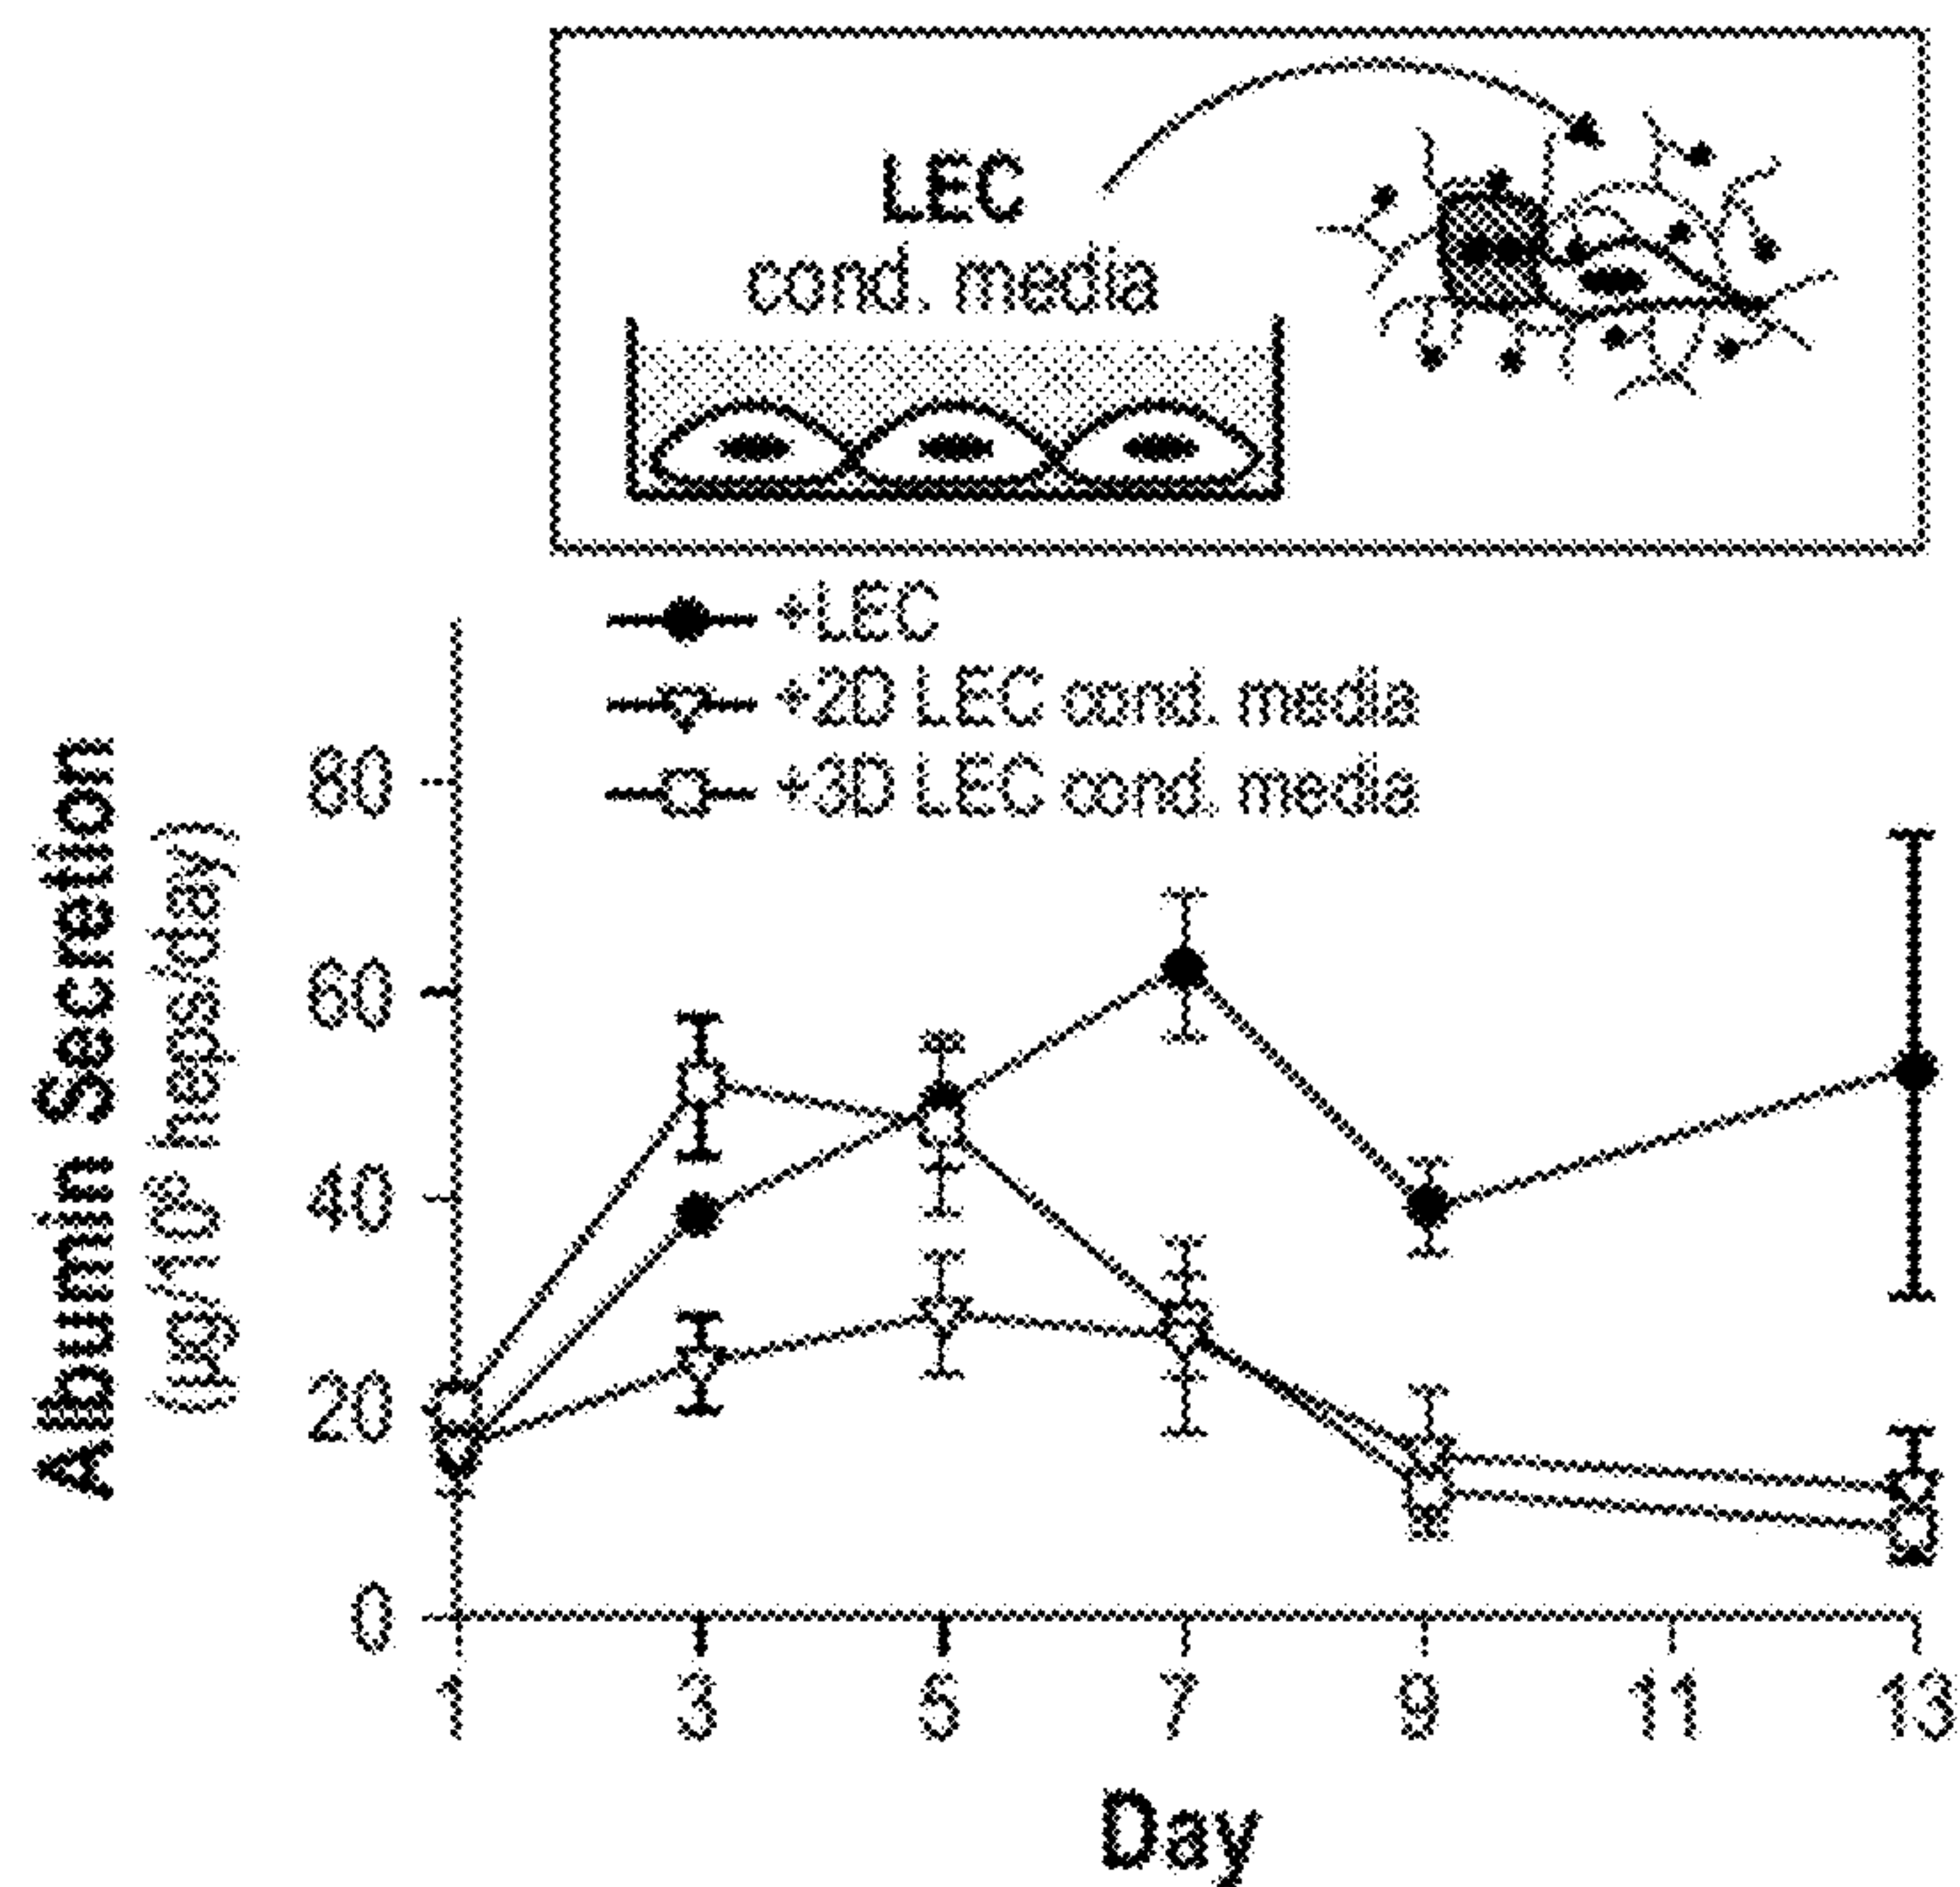 LEC
cond. media
+LEC
+2D LEC cond. media
+3D LEC cond. media
Albumin Secretion
80
60
40
20
0
1 3 5 7 9 11 13
Day